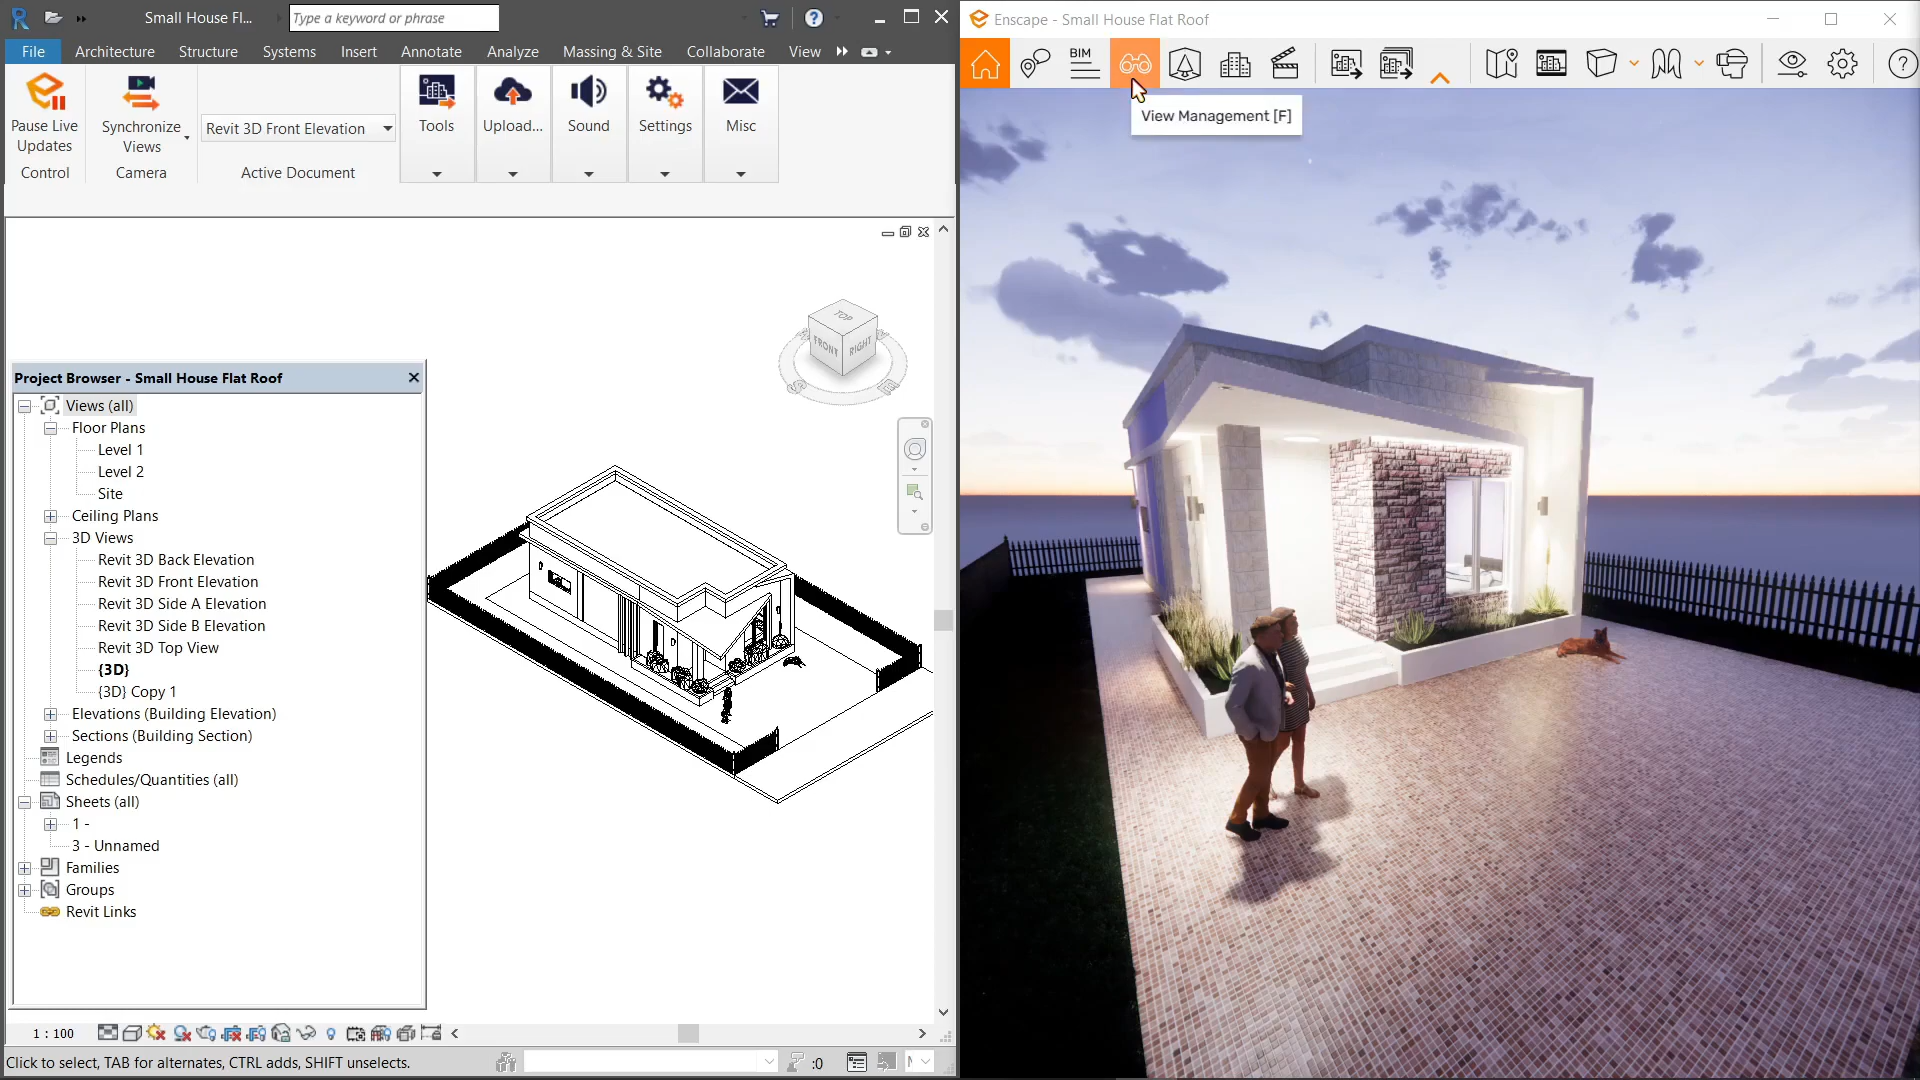 Small House Fl...
Type a keyword or phrase
File Architecture Structure Systems Insert Annotate Analyze Massing & Site Collaborate View
Pause Live Updates
Synchronize Views
Revit 3D Front Elevation
Tools
Upload...
Sound
Settings
Misc
Control
Camera
Active Document
TOP
FRONT
RIGHT
Project Browser - Small House Flat Roof
Views (all)
Floor Plans
Level 1
Level 2
Site
Ceiling Plans
3D Views
Revit 3D Back Elevation
Revit 3D Front Elevation
Revit 3D Side A Elevation
Revit 3D Side B Elevation
Revit 3D Top View
{3D}
{3D} Copy 1
Elevations (Building Elevation)
Sections (Building Section)
Legends
Schedules/Quantities (all)
Sheets (all)
1 -
3 - Unnamed
Families
Groups
Revit Links
1 : 100
Click to select, TAB for alternates, CTRL adds, SHIFT unselects.
:0
Enscape - Small House Flat Roof
BIM
View Management [F]